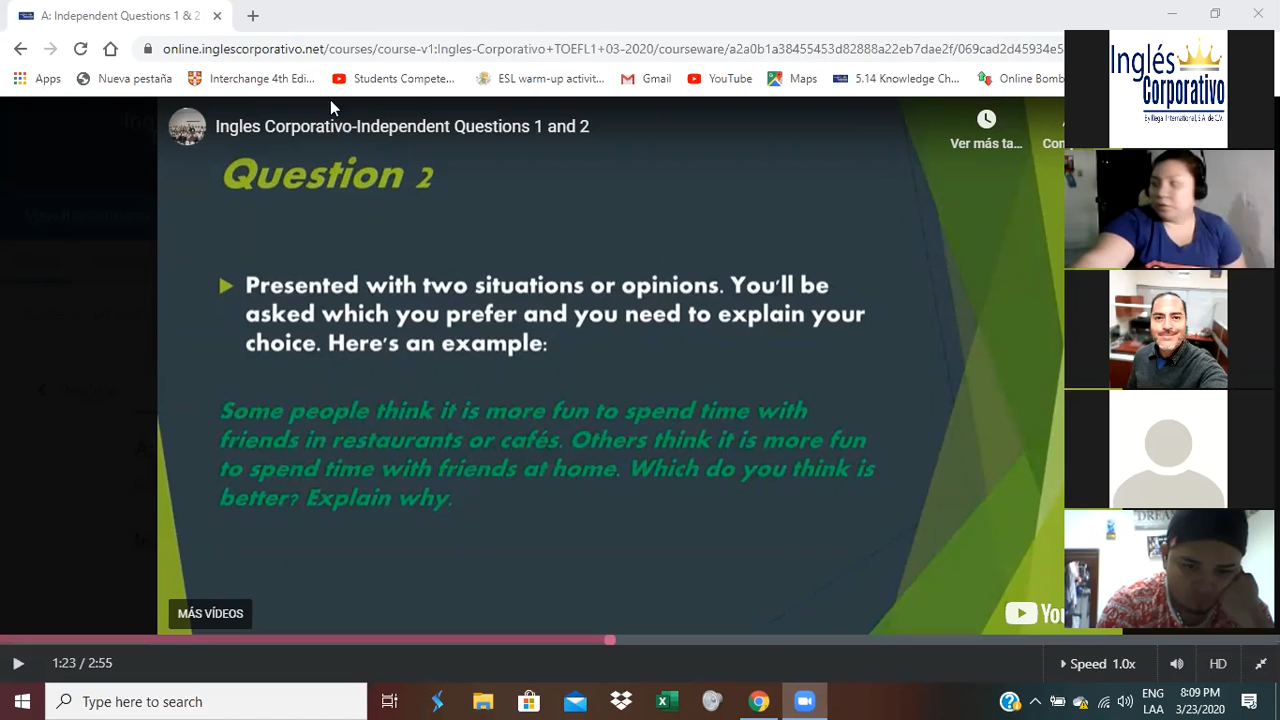 A: Independent Questions 1 & 2
online.inglescorporativo.net/courses/course-v1:Ingles-Corporativo+TOEFL1+03-2020/courseware/a2a0b1a38455453d82888a22eb7dae2f/069cad2d45934e5
Apps
Nueva pestaña
Interchange 4th Edi...
Students Compete...
ESL warm-up activit...
Gmail
YouTube
Maps
5.14 Knowledge Ch...
Online Bomb
Inglés
Corporativo
Ingles Corporativo-Independent Questions 1 and 2
Ver más ta...
Con
Question 2
Presented with two situations or opinions. You'll be
asked which you prefer and you need to explain your
choice. Here's an example:
Some people think it is more fun to spend time with
friends in restaurants or cafés. Others think it is more fun
to spend time with friends at home. Which do you think is
better? Explain why.
MÁS VÍDEOS
You
1:23 / 2:55
Speed 1.0x
HD
Type here to search
ENG
LAA
8:09 PM
3/23/2020